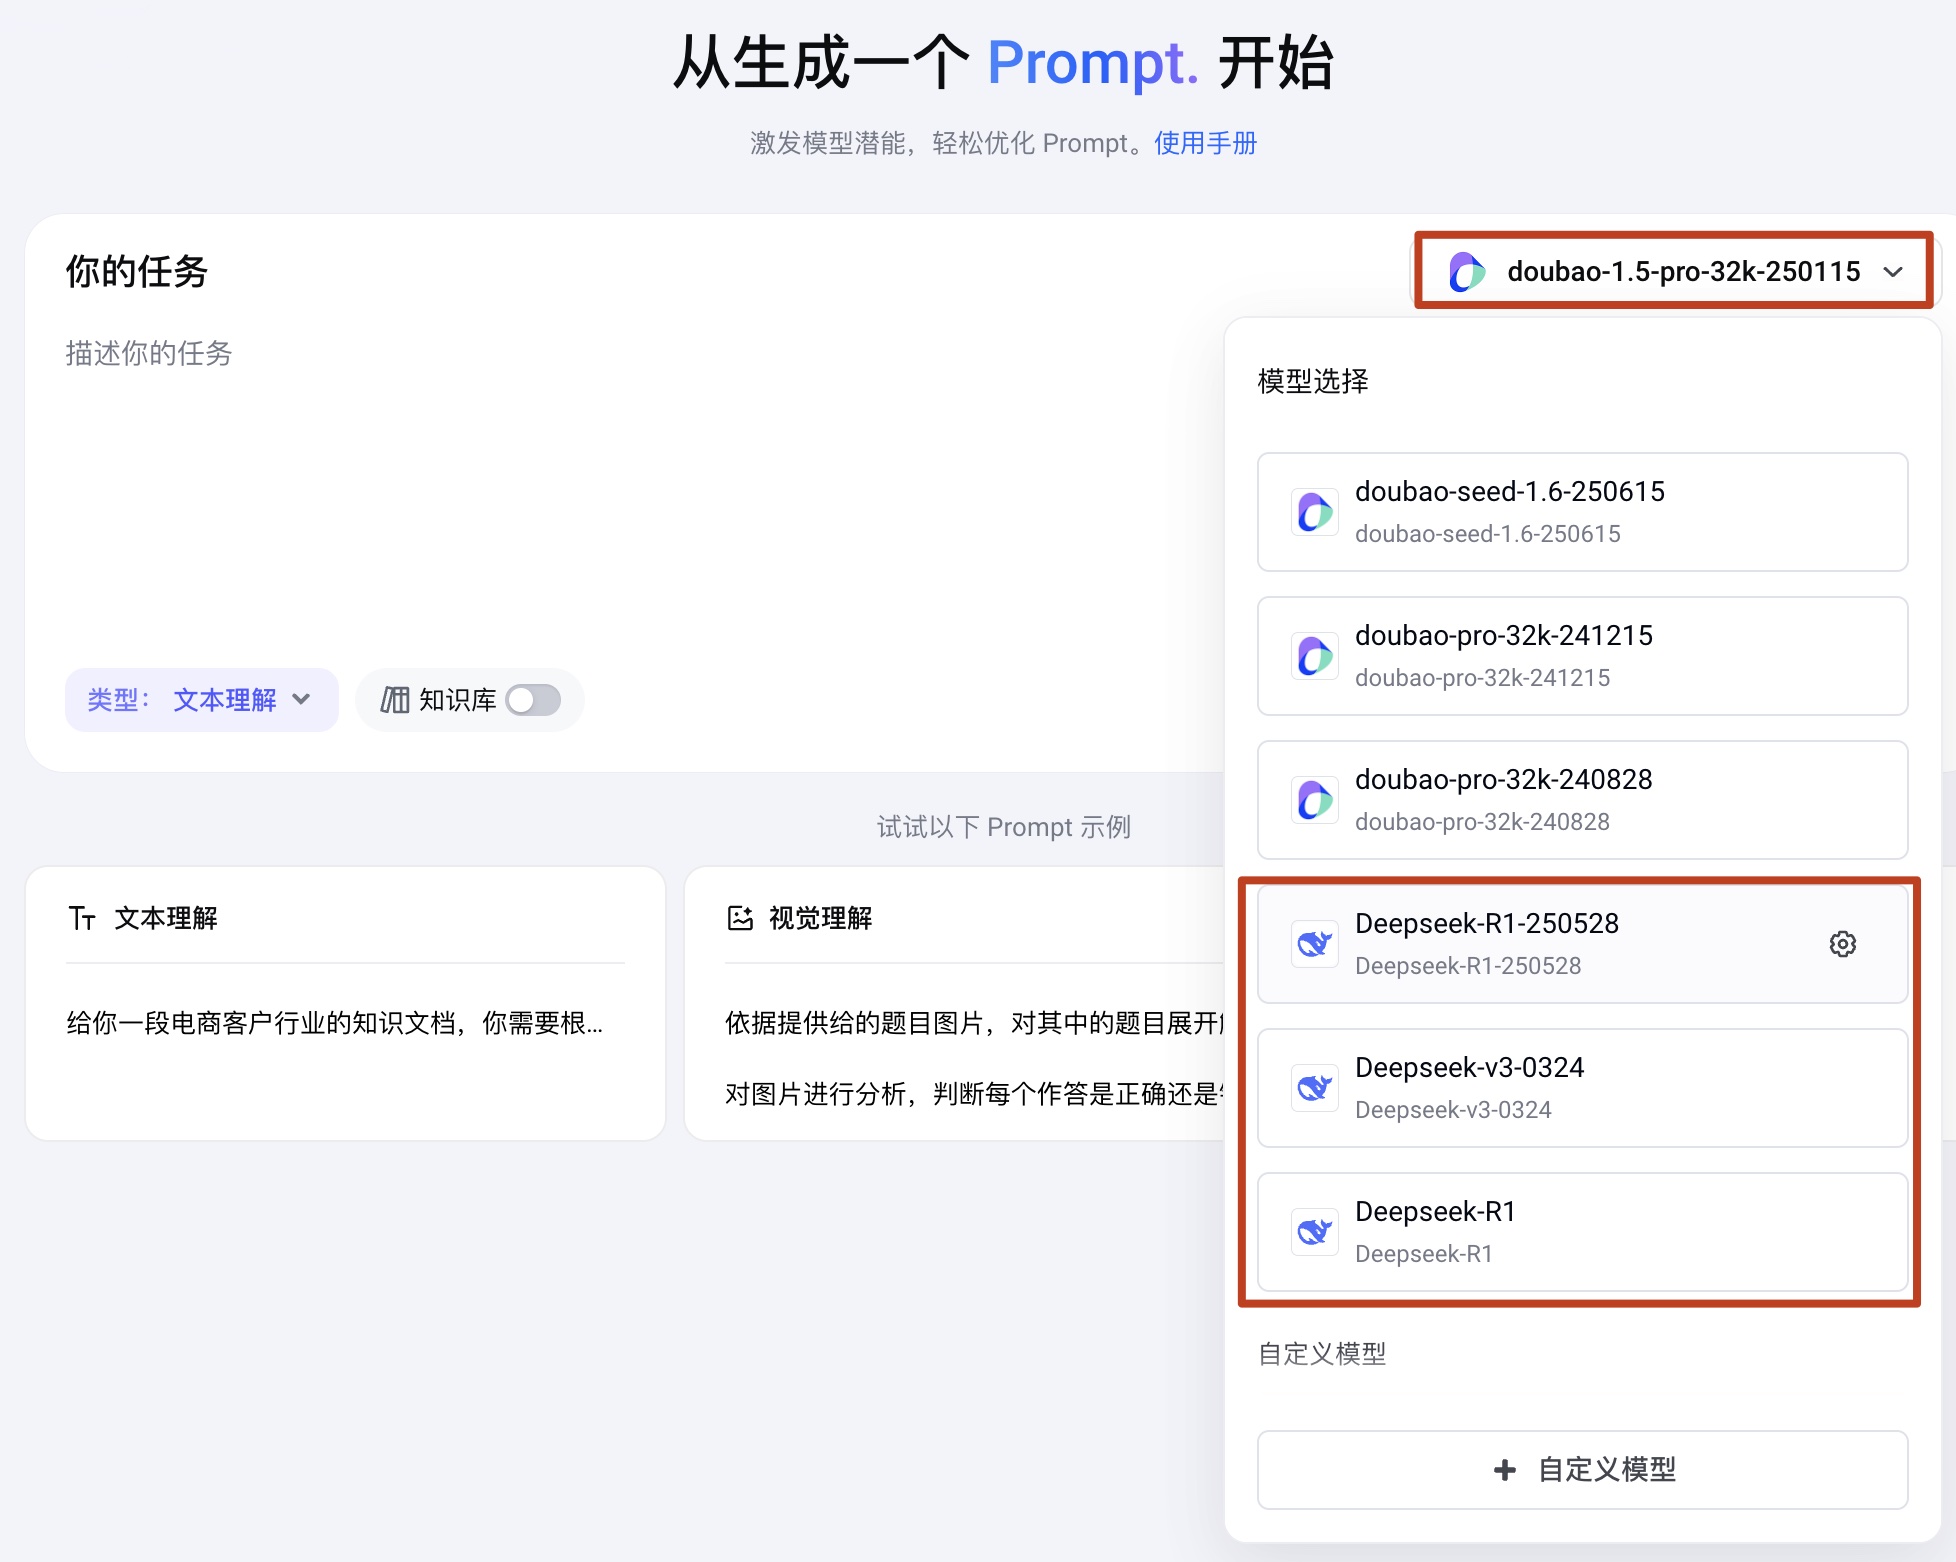 从生成一个 Prompt. 开始
激发模型潜能，轻松优化 Prompt。使用手册
你的任务
doubao-1.5-pro-32k-250115
描述你的任务
模型选择
doubao-seed-1.6-250615
doubao-seed-1.6-250615
doubao-pro-32k-241215
doubao-pro-32k-241215
类型： 文本理解
知识库
doubao-pro-32k-240828
doubao-pro-32k-240828
试试以下 Prompt 示例
文本理解
给你一段电商客户行业的知识文档，你需要根...
视觉理解
依据提供给的题目图片，对其中的题目展开
对图片进行分析，判断每个作答是正确还是
Deepseek-R1-250528
Deepseek-R1-250528
Deepseek-v3-0324
Deepseek-v3-0324
Deepseek-R1
Deepseek-R1
自定义模型
+ 自定义模型